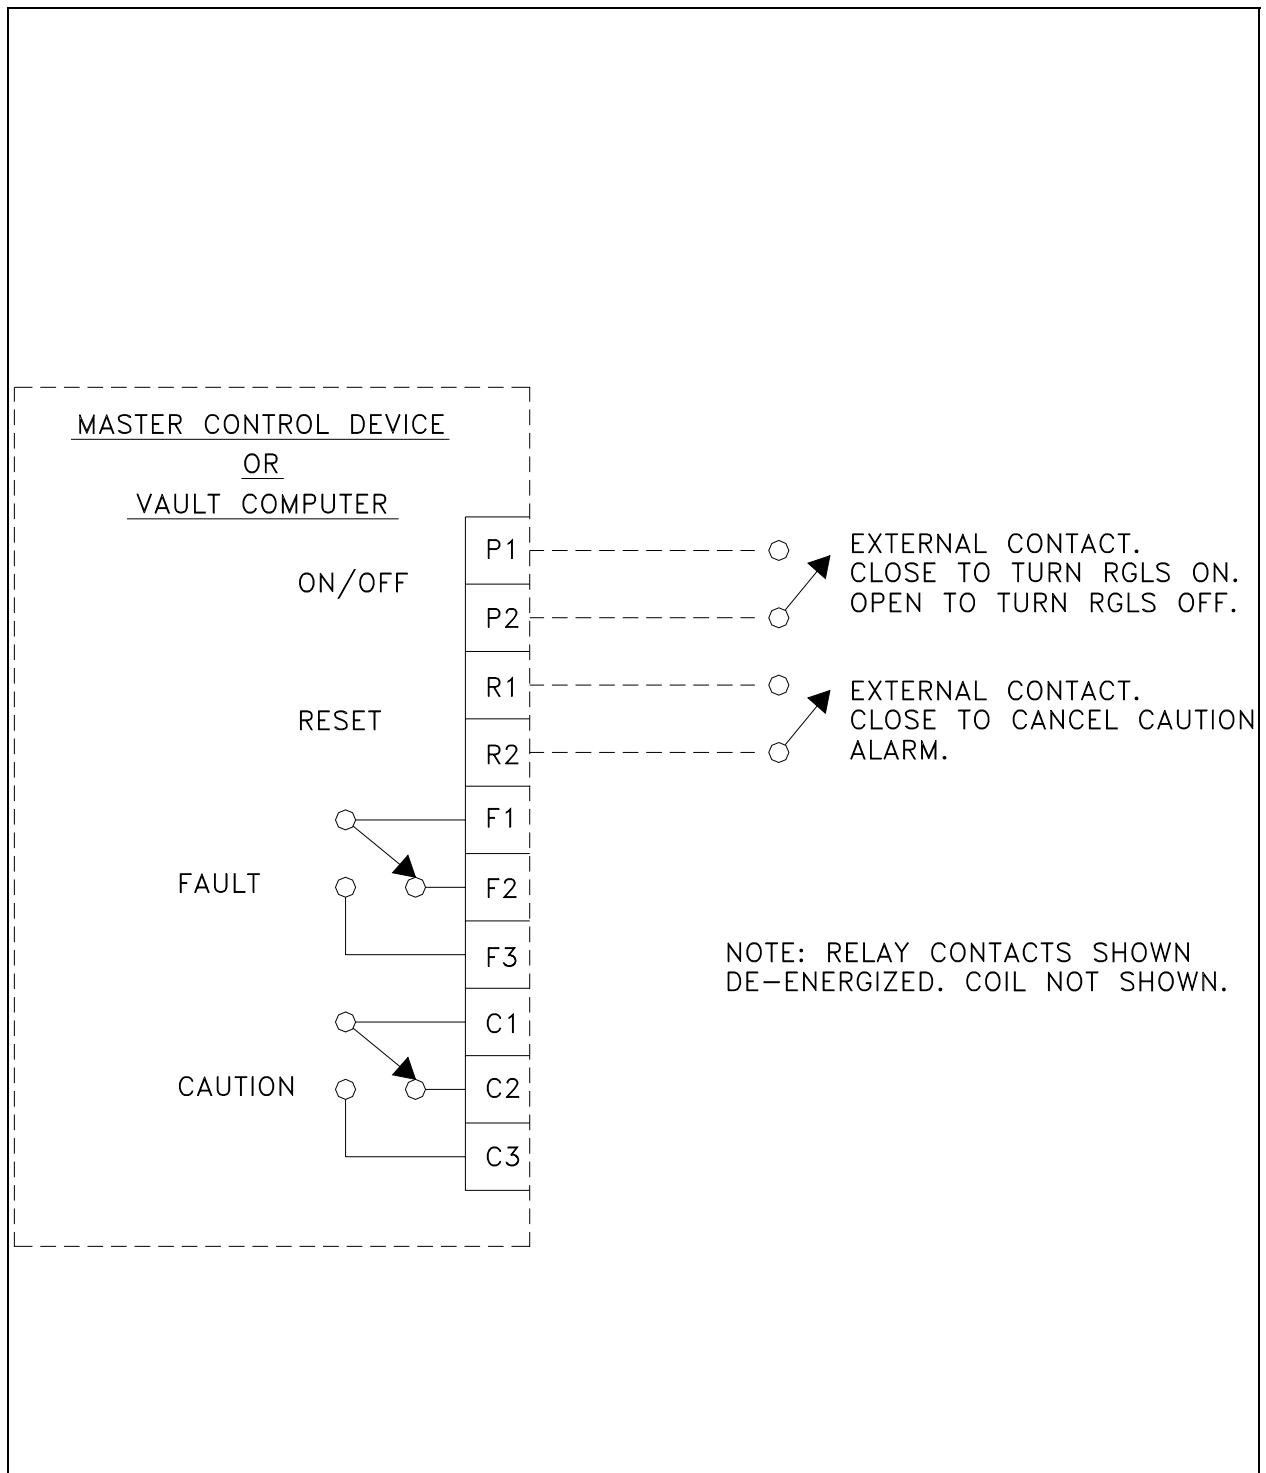 MASTER CONTROL DEVICE
OR
VAULT COMPUTER
ON/OFF
RESET
FAULT
CAUTION
P1
P2
R1
R2
F1
F2
F3
C1
C2
C3
EXTERNAL CONTACT.
CLOSE TO TURN RGLS ON.
OPEN TO TURN RGLS OFF.
EXTERNAL CONTACT.
CLOSE TO CANCEL CAUTION
ALARM.
NOTE: RELAY CONTACTS SHOWN
DE-ENERGIZED. COIL NOT SHOWN.